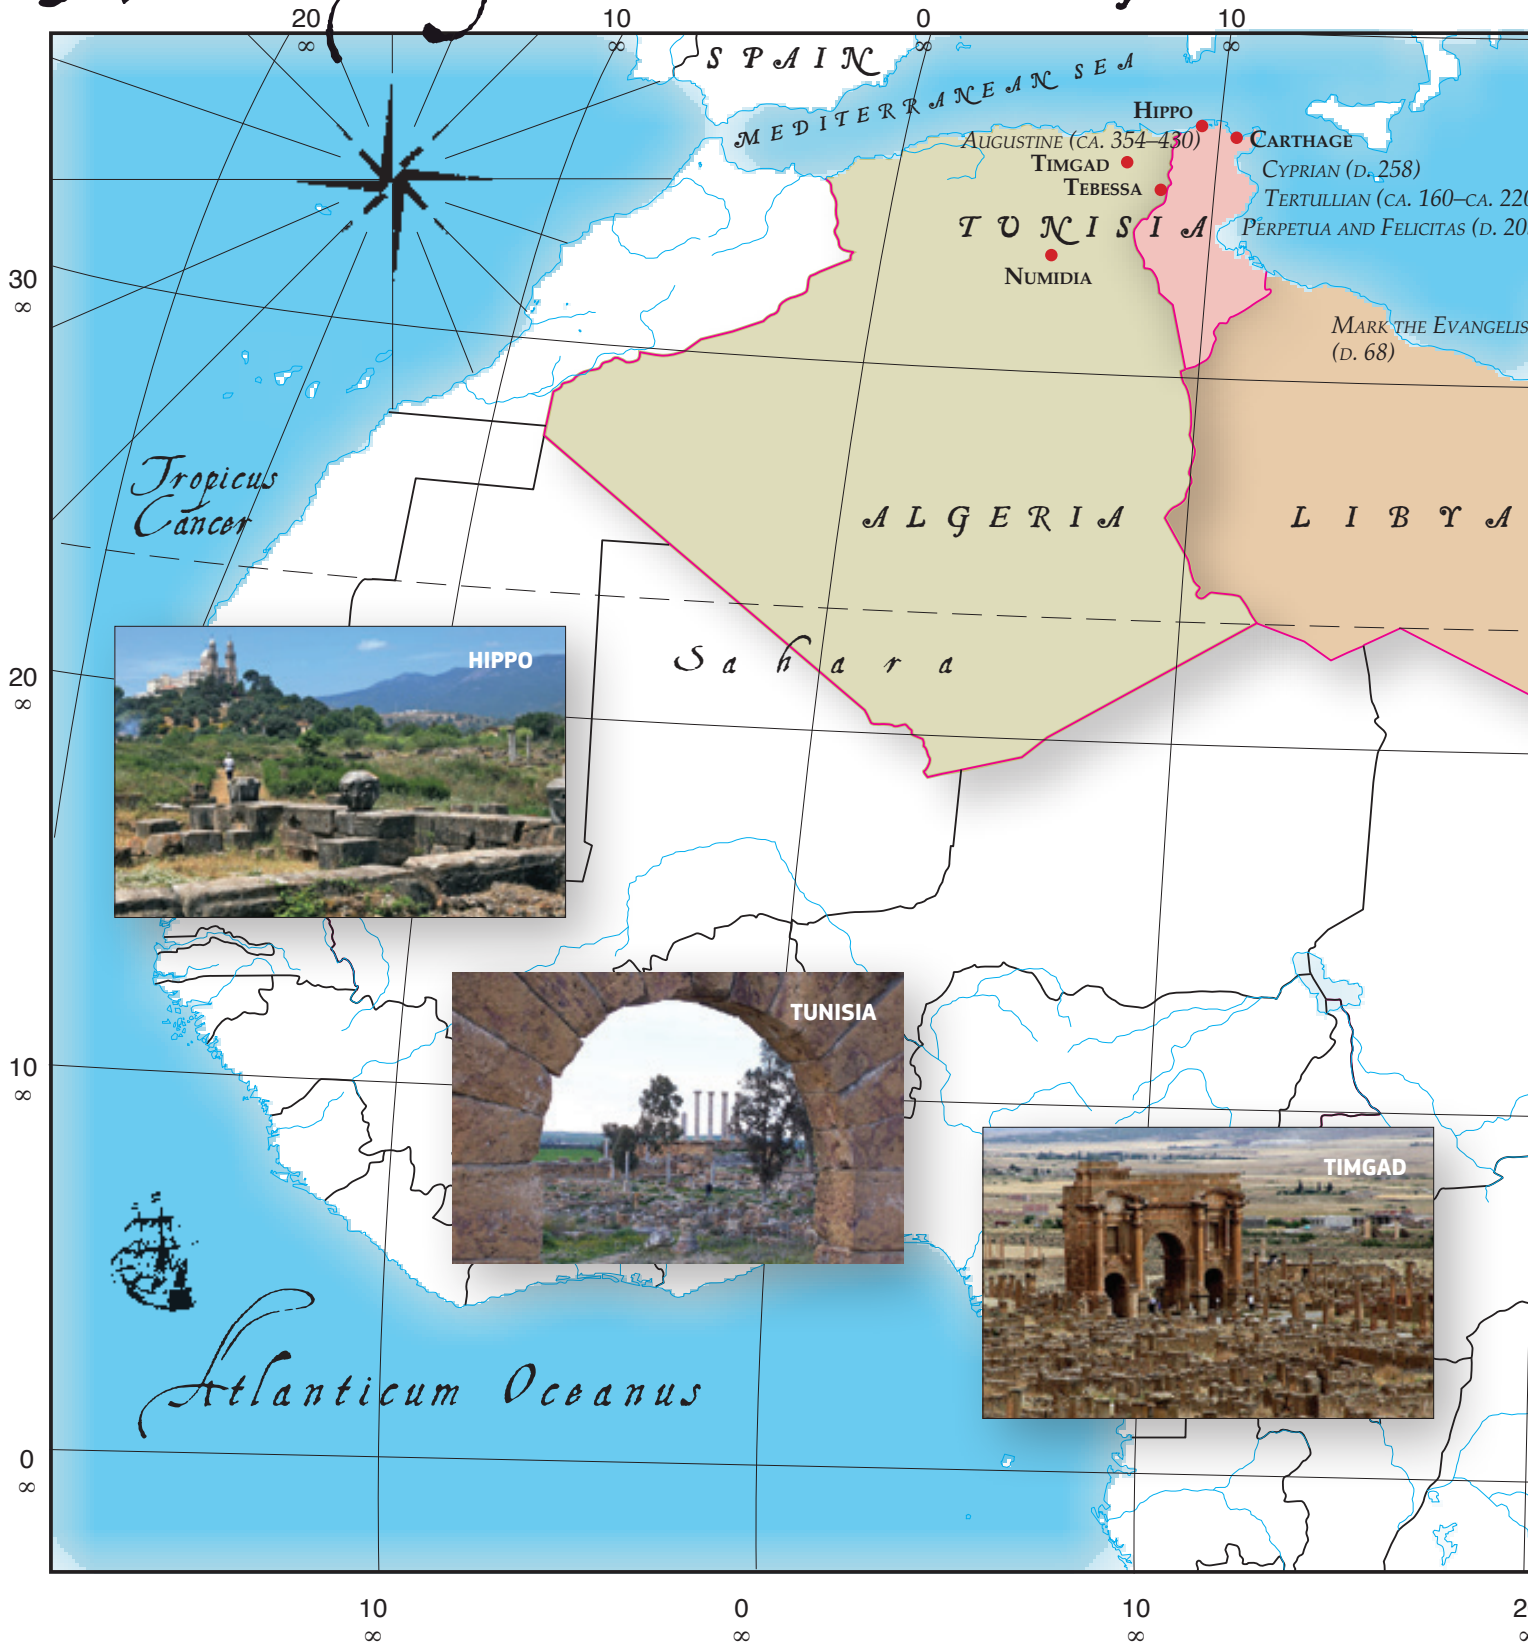 20
10
0
10
∞
∞
∞
∞
SPAIN
MEDITERRANEAN SEA
HIPPO
AUGUSTINE (CA. 354–430)
CARTHAGE
TIMGAD
CYPRIAN (D. 258)
TEBESSA
TERTULLIAN (CA. 160–CA. 220
TUNISIA
PERPETUA AND FELICITAS (D. 20
NUMIDIA
30
∞
MARK THE EVANGELIS
(D. 68)
Tropicus
Cancer
ALGERIA
LIBYA
Sahara
HIPPO
20
∞
TUNISIA
10
∞
TIMGAD
Atlanticum Oceanus
0
∞
10
0
10
2
∞
∞
∞
∞